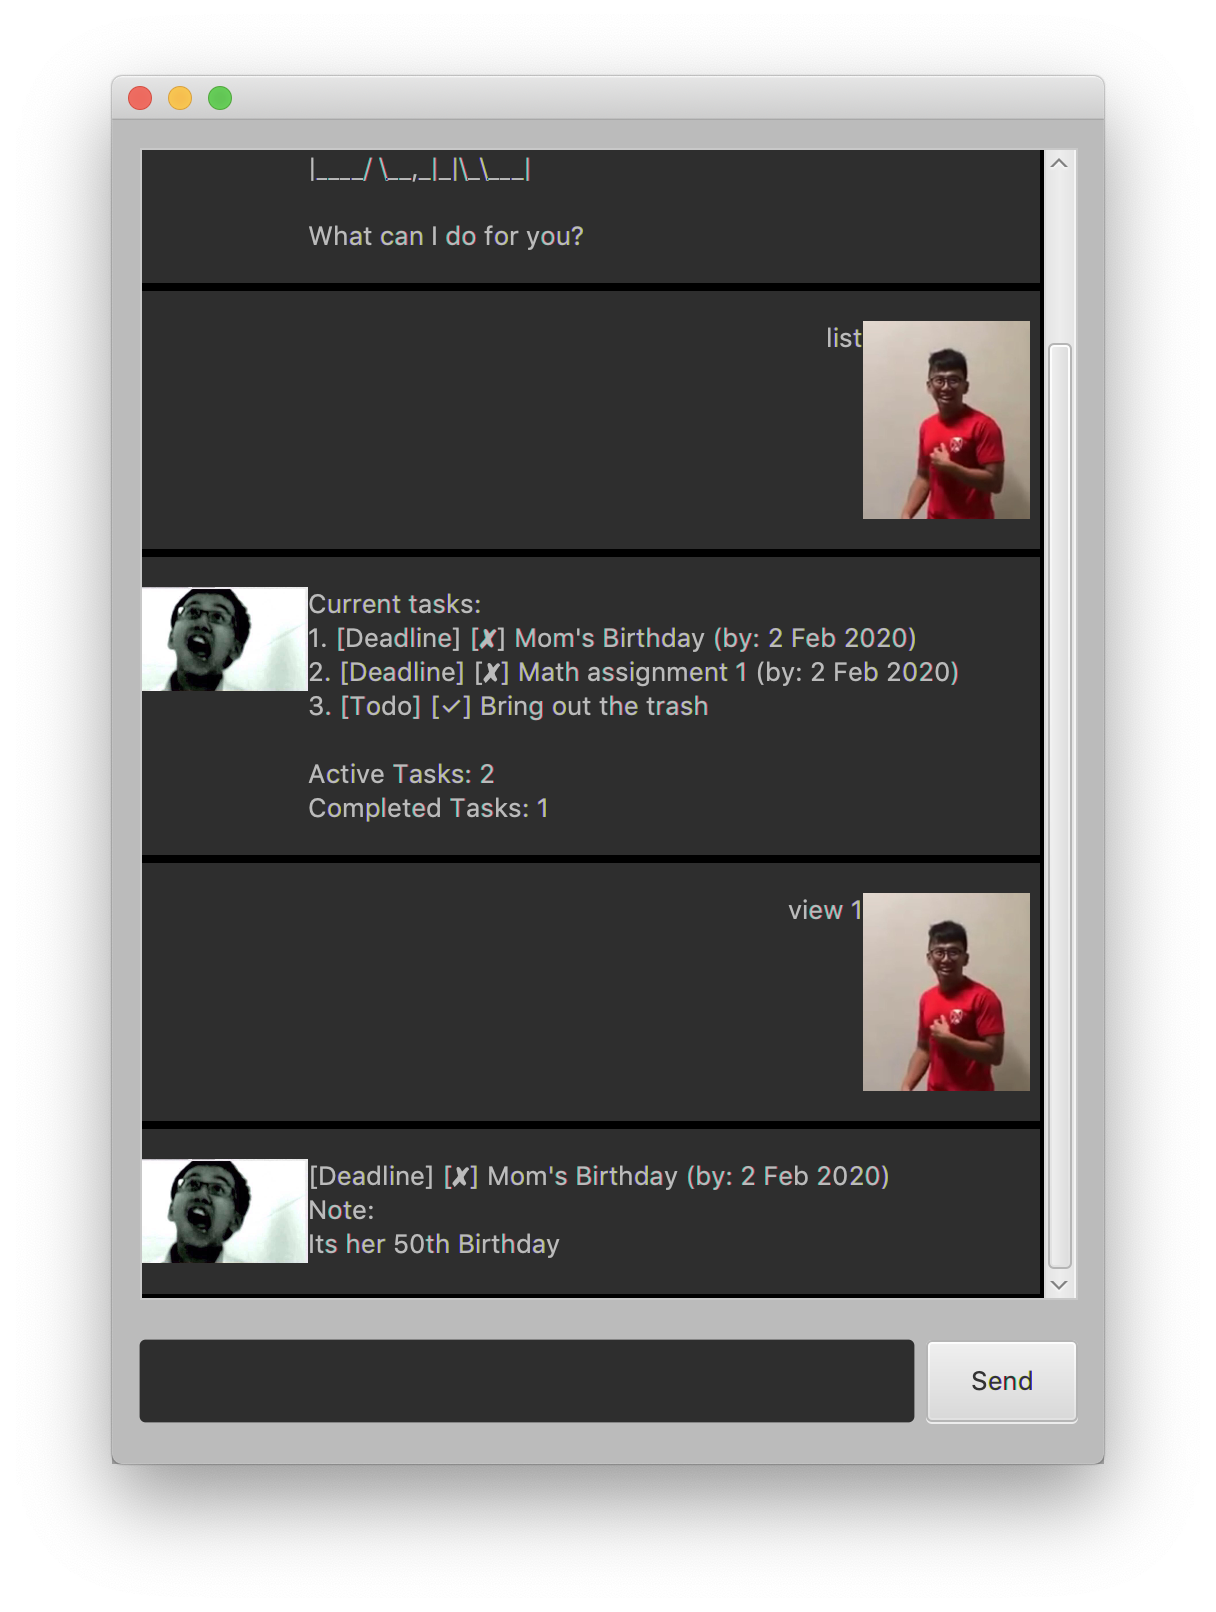 |____/ \__,_|_|\_\___|
What can I do for you?
list
Current tasks:
1. [Deadline] [✘] Mom's Birthday (by: 2 Feb 2020)
2. [Deadline] [✘] Math assignment 1 (by: 2 Feb 2020)
3. [Todo] [✓] Bring out the trash
Active Tasks: 2
Completed Tasks: 1
view 1
[Deadline] [✘] Mom's Birthday (by: 2 Feb 2020)
Note:
Its her 50th Birthday
Send